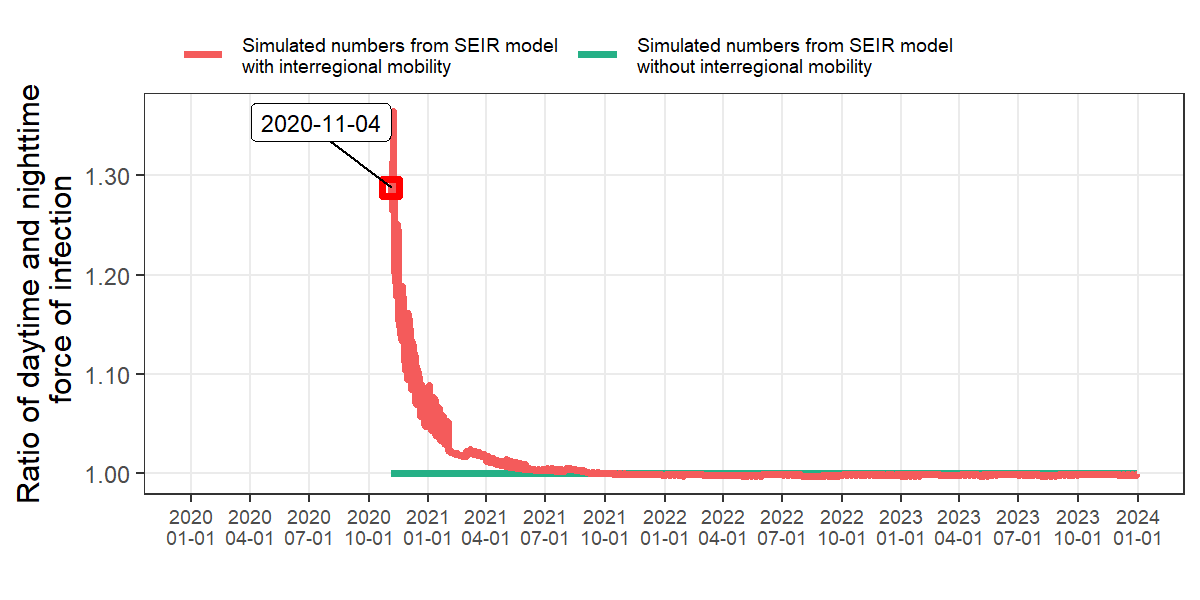 Simulated numbers from SEIR model
with interregional mobility
Simulated numbers from SEIR model
without interregional mobility
Ratio of daytime and nighttime
force of infection
2020-11-04
1.30
1.20
1.10
1.00
2020 2020 2020 2020 2021 2021 2021 2021 2022 2022 2022 2022 2023 2023 2023 2023 2024
01-01 04-01 07-01 10-01 01-01 04-01 07-01 10-01 01-01 04-01 07-01 10-01 01-01 04-01 07-01 10-01 01-01